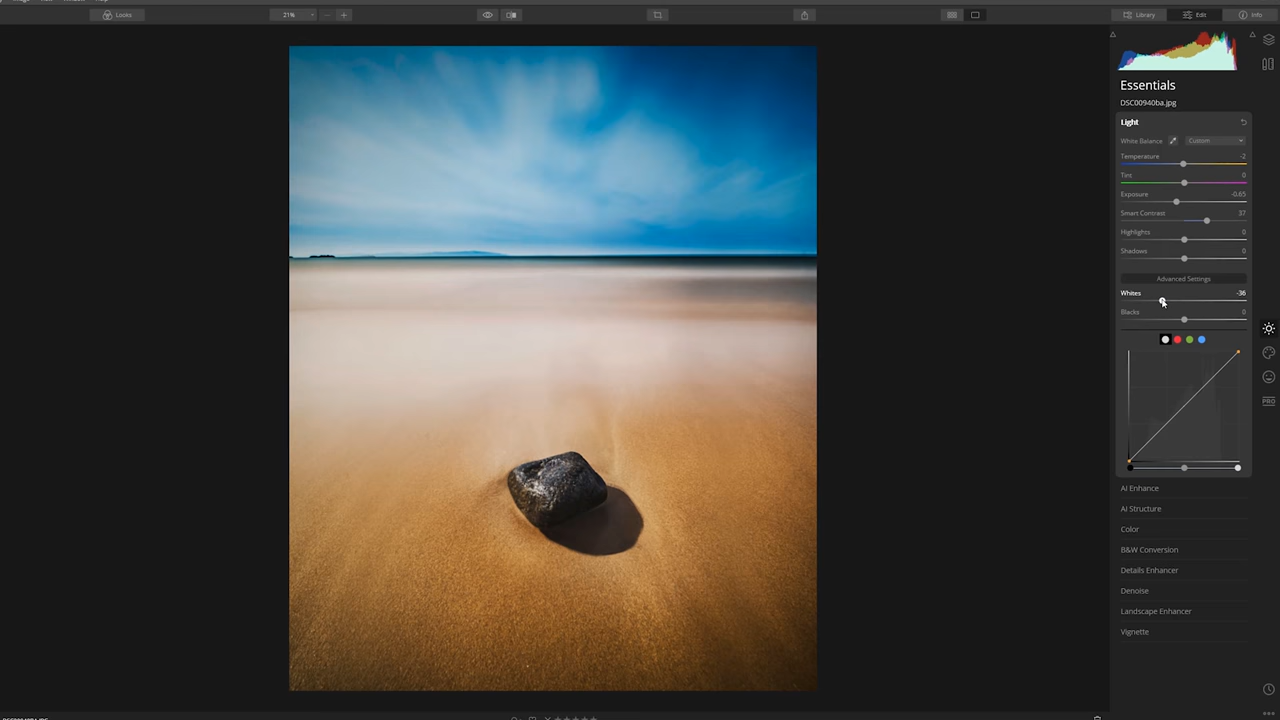 Looks
21%
Library
Edit
Info
Essentials
DSC00940ba.jpg
Light
White Balance
Custom
Temperature -2
Tint 0
Exposure -0.65
Smart Contrast 37
Highlights 0
Shadows 0
Advanced Settings
Whites -36
Blacks 0
PRO
AI Enhance
AI Structure
Color
B&W Conversion
Details Enhancer
Denoise
Landscape Enhancer
Vignette